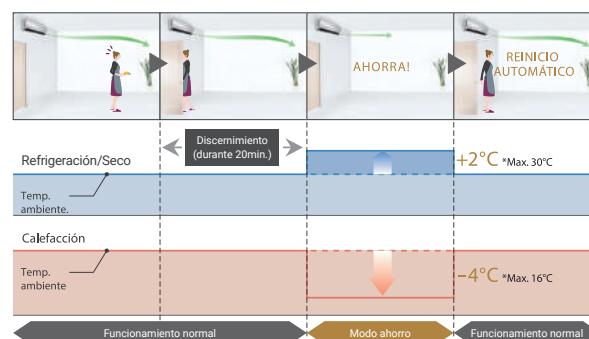 AHORRA!
REINICIO
AUTOMÁTICO
Discernimiento
(durante 20min.)
Refrigeración/Seco
+2°C *Max. 30°C
Temp.
ambiente.
Calefacción
Temp.
ambiente
–4°C *Max. 16°C
Funcionamiento normal
Modo ahorro
Funcionamiento normal